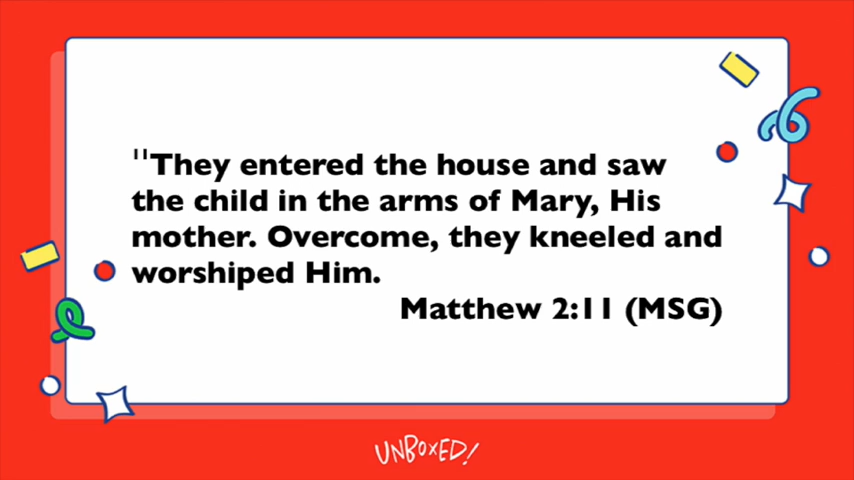 ¹¹They entered the house and saw
the child in the arms of Mary, His
mother. Overcome, they kneeled and
worshiped Him.
Matthew 2:11 (MSG)
UNBOXED!